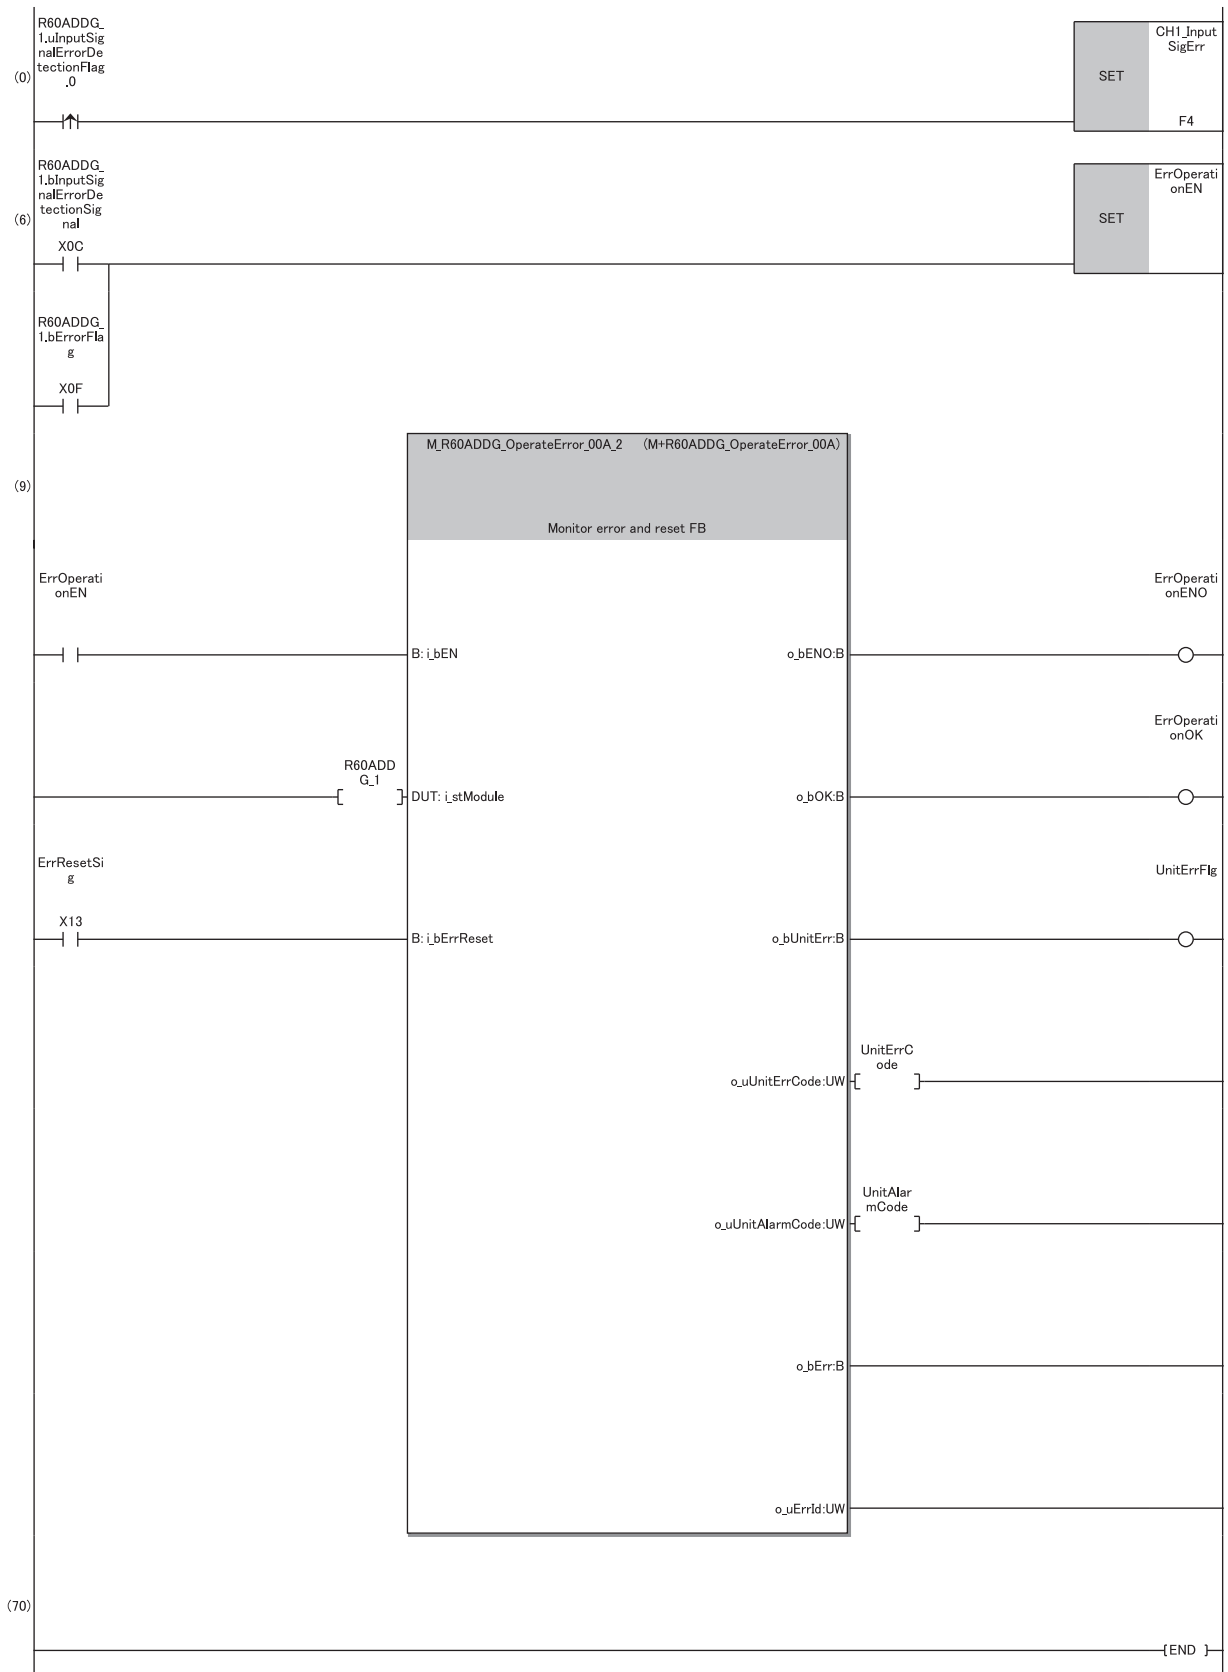 R60ADDG_
1.uInputSig
nalErrorDe
tectionFlag
.0
(0)
SET
CH1_Input
SigErr
F4
R60ADDG_
1.bInputSig
nalErrorDe
tectionSig
nal
(6)
X0C
SET
ErrOperati
onEN
R60ADDG_
1.bErrorFla
g
X0F
(9)
M_R60ADDG_OperateError_00A_2 (M+R60ADDG_OperateError_00A)
Monitor error and reset FB
ErrOperati
onEN
B: i_bEN
o_bENO:B
ErrOperati
onENO
R60ADD
G_1
DUT: i_stModule
o_bOK:B
ErrOperati
onOK
ErrResetSi
g
X13
B: i_bErrReset
o_bUnitErr:B
UnitErrFlg
o_uUnitErrCode:UW
UnitErrC
ode
o_uUnitAlarmCode:UW
UnitAlar
mCode
o_bErr:B
o_uErrId:UW
(70)
END